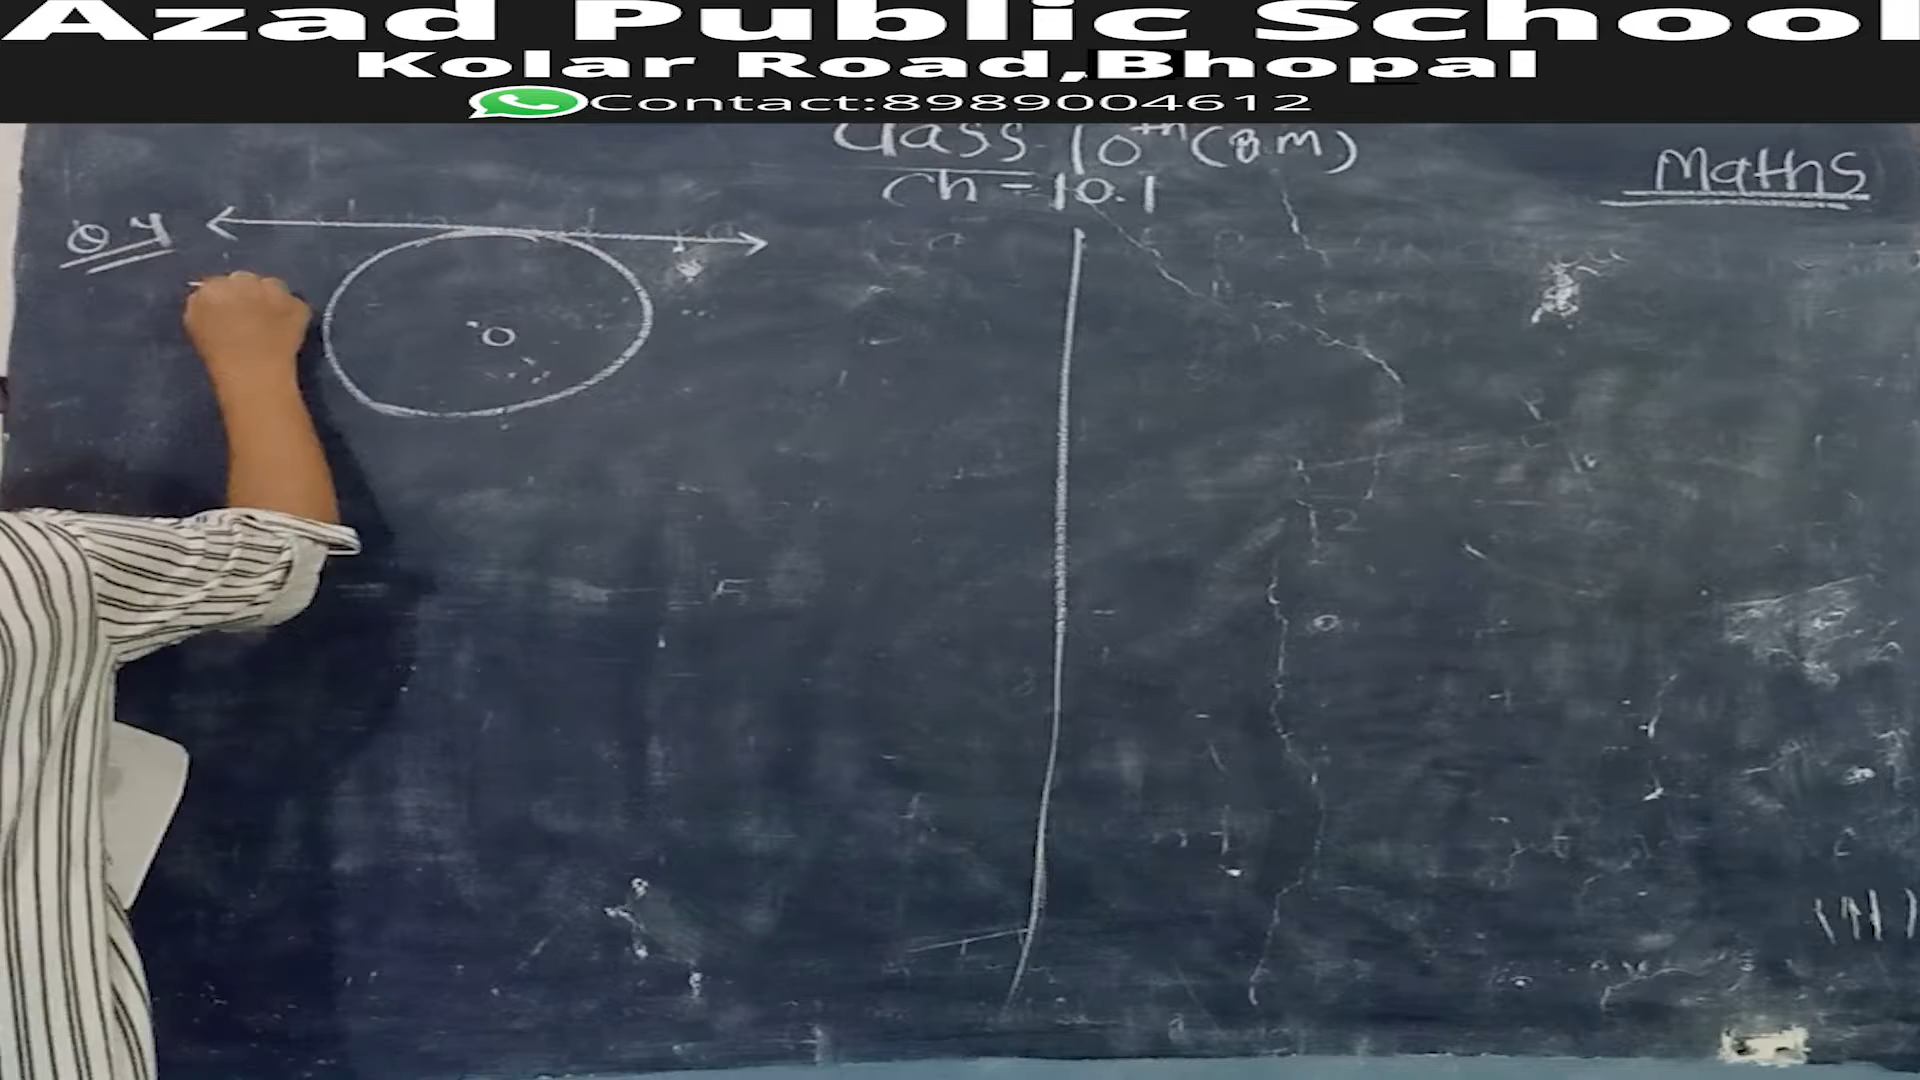 Azad Public School
Kolar Road,Bhopal
Contact:8989004612
Class 10th (B.M)
Ch - 10.1
Maths
Q 4
O